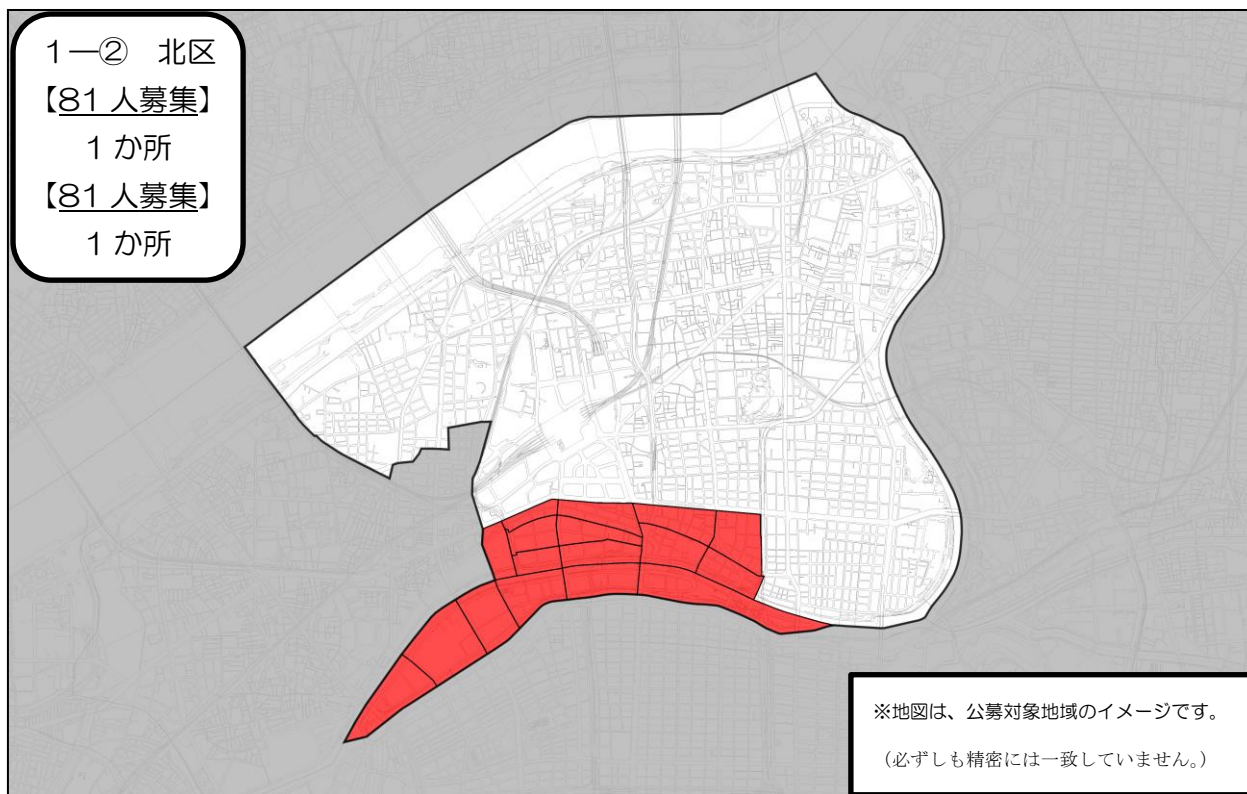 1―② 北区
【81 人募集】
1 か所
【81 人募集】
1 か所
※地図は、公募対象地域のイメージです。
（必ずしも精密には一致していません。）